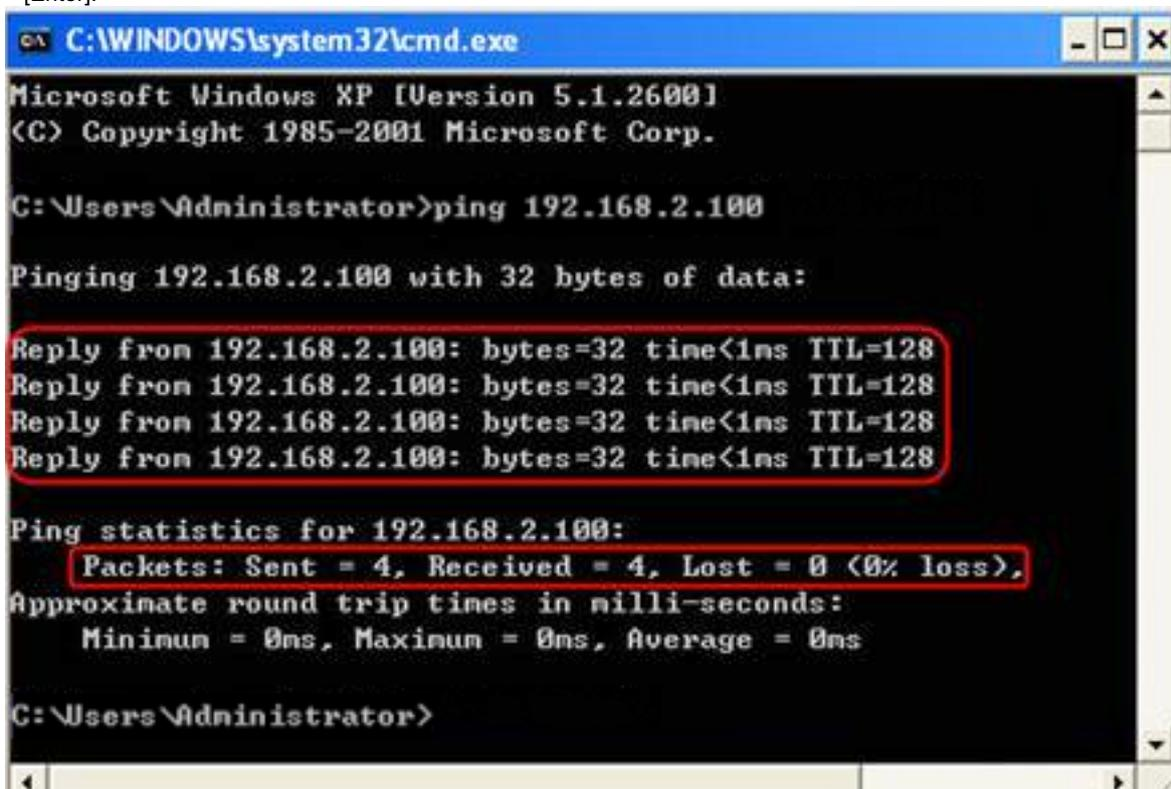 [Enter].
C:\WINDOWS\system32\cmd.exe
Microsoft Windows XP [Version 5.1.2600]
(C) Copyright 1985-2001 Microsoft Corp.
C:\Users\Administrator>ping 192.168.2.100
Pinging 192.168.2.100 with 32 bytes of data:
Reply from 192.168.2.100: bytes=32 time<1ms TTL=128
Reply from 192.168.2.100: bytes=32 time<1ms TTL=128
Reply from 192.168.2.100: bytes=32 time<1ms TTL=128
Reply from 192.168.2.100: bytes=32 time<1ms TTL=128
Ping statistics for 192.168.2.100:
Packets: Sent = 4, Received = 4, Lost = 0 (0% loss),
Approximate round trip times in milli-seconds:
Minimum = 0ms, Maximum = 0ms, Average = 0ms
C:\Users\Administrator>